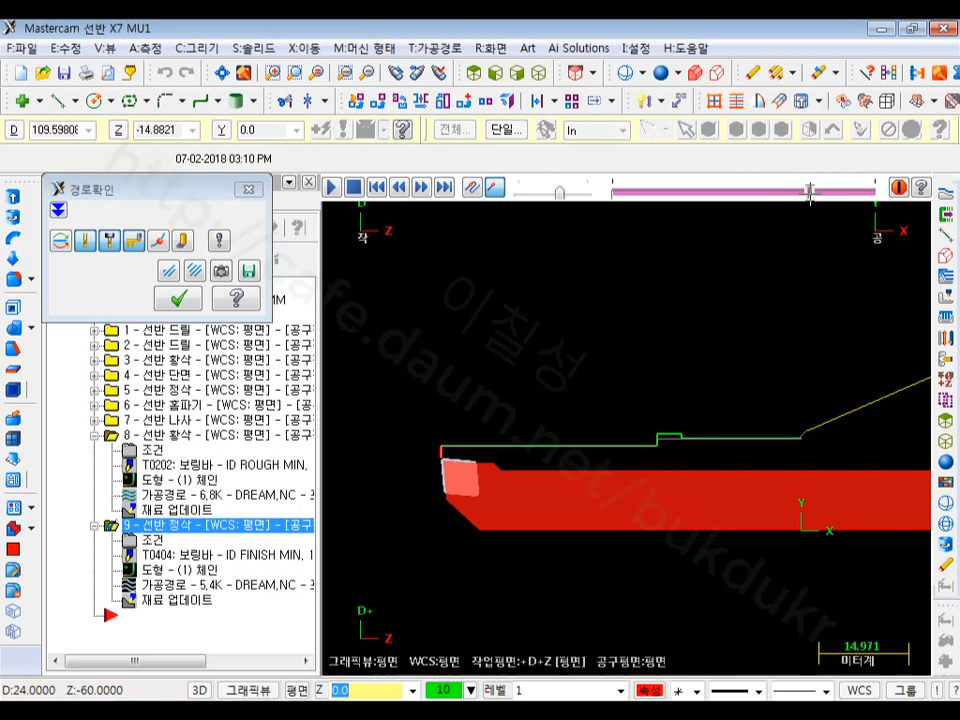 Mastercam 선반 X7 MU1
F:파일 E:수정 V:뷰 A:측정 C:그리기 S:솔리드 X:이동 M:머신 형태 T:가공경로 R:화면 Art Ai Solutions I:설정 H:도움말
D 109.59808 Z -14.8821 Y 0.0 전체... 단일... In
07-02-2018 03:10 PM
경로확인
D
Z
작
X
공
MM
1 - 선반 드릴 - [WCS: 평면] - [공구
2 - 선반 드릴 - [WCS: 평면] - [공구
3 - 선반 황삭 - [WCS: 평면] - [공구
4 - 선반 단면 - [WCS: 평면] - [공구
5 - 선반 정삭 - [WCS: 평면] - [공구
6 - 선반 홈파기 - [WCS: 평면] - [공
7 - 선반 나사 - [WCS: 평면] - [공구
8 - 선반 황삭 - [WCS: 평면] - [공구
조건
T0202: 보링바 - ID ROUGH MIN,
도형 - (1) 체인
가공경로 - 6,8K - DREAM,NC -
재료 업데이트
9 - 선반 정삭 - [WCS: 평면] - [공구
조건
T0404: 보링바 - ID FINISH MIN, 1
도형 - (1) 체인
가공경로 - 5,4K - DREAM,NC -
재료 업데이트
Y
X
D+
Z
14.971
미터계
그래픽뷰:평면 WCS:평면 작업평면:+D+Z [평면] 공구평면:평면
D:24.0000 Z:-60.0000 3D 그래픽뷰 평면 Z 0.0 10 레벨 1 속성 WCS 그룹 ! ?
이침성
http://cafe.daum.net/bukdukr